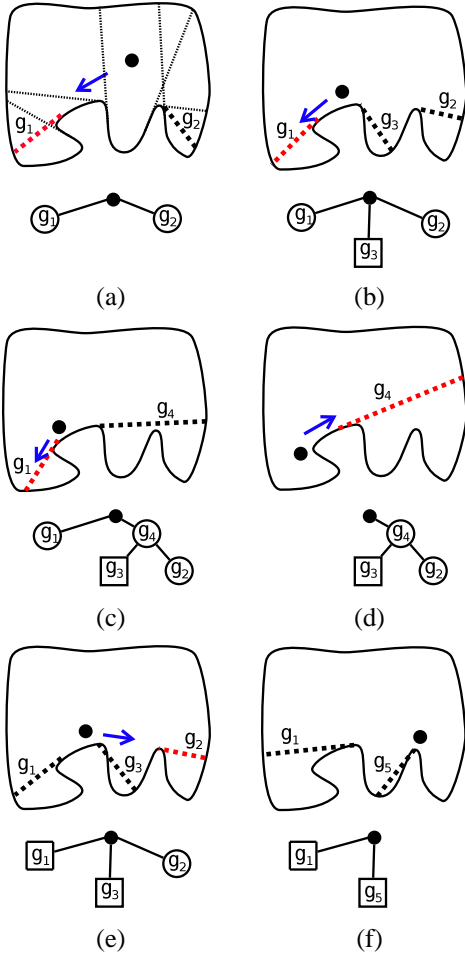 g1 g2
g1 g2
(a)
g1 g3 g2
g1 g2
g3
(b)
g1 g4
g1 g4
g3 g2
(c)
g4
g4
g3 g2
(d)
g1 g3 g2
g1 g2
g3
(e)
g1 g5
g1
g5
(f)